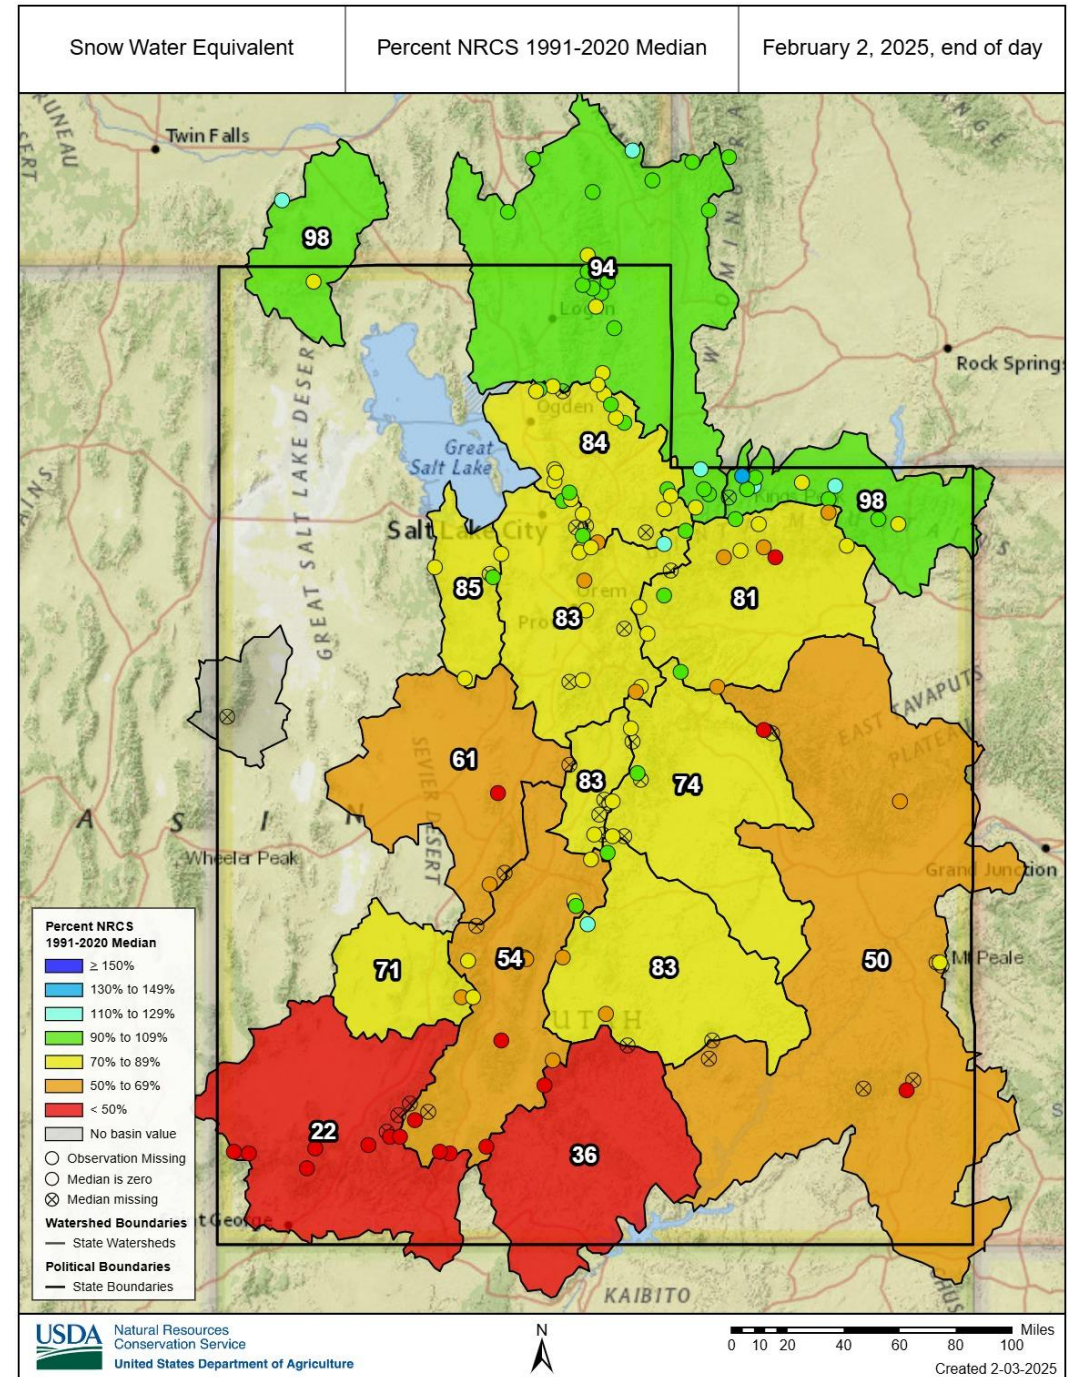 Snow Water Equivalent
Percent NRCS 1991-2020 Median
February 2, 2025, end of day
Twin Falls
98
94
Logan
Rock Springs
GREAT SALT LAKE DESERT
Ogden
84
Great
Salt Lake
Kings Peak
98
Salt Lake City
85
Orem
Provo
83
81
EAST TAVAPUTS
PLATEAU
61
SEVIER DESERT
83
74
Wheeler Peak
Grand Junction
71
54
83
50
Mt Peale
UTAH
22
36
St George
KAIBITO
Percent NRCS
1991-2020 Median
≥ 150%
130% to 149%
110% to 129%
90% to 109%
70% to 89%
50% to 69%
< 50%
No basin value
Observation Missing
Median is zero
Median missing
Watershed Boundaries
State Watersheds
Political Boundaries
State Boundaries
USDA
Natural Resources
Conservation Service
United States Department of Agriculture
N
Miles
0 10 20 40 60 80 100
Created 2-03-2025